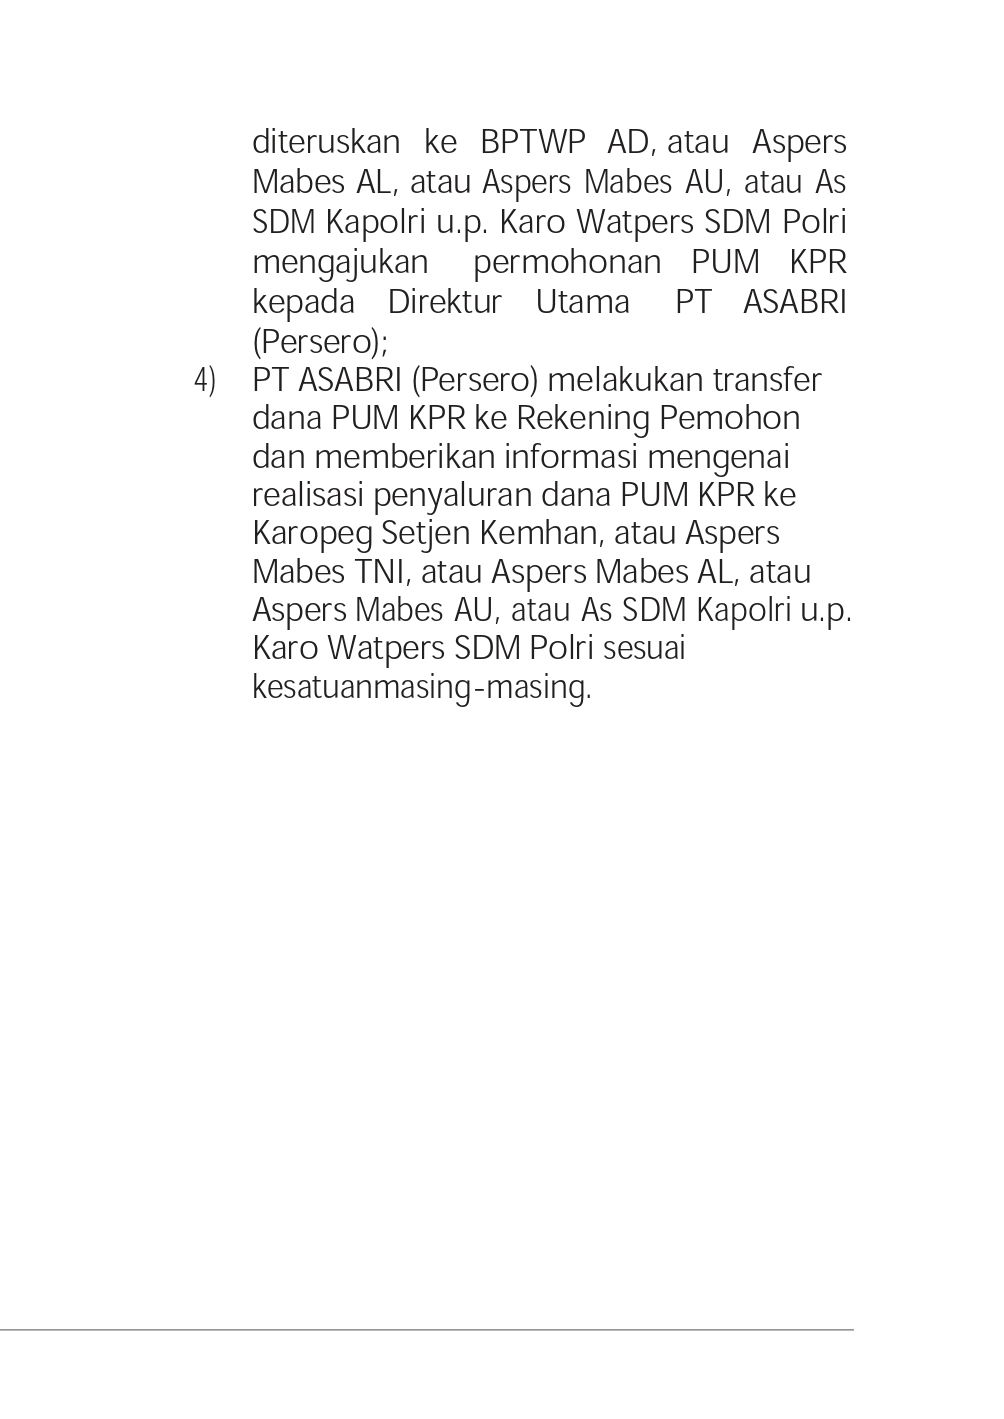 diteruskan ke BPTWP AD, atau Aspers
Mabes AL, atau Aspers Mabes AU, atau As
SDM Kapolri u.p. Karo Watpers SDM Polri
mengajukan permohonan PUM KPR
kepada Direktur Utama PT ASABRI
(Persero);
4) PT ASABRI (Persero) melakukan transfer
dana PUM KPR ke Rekening Pemohon
dan memberikan informasi mengenai
realisasi penyaluran dana PUM KPR ke
Karopeg Setjen Kemhan, atau Aspers
Mabes TNI, atau Aspers Mabes AL, atau
Aspers Mabes AU, atau As SDM Kapolri u.p.
Karo Watpers SDM Polri sesuai
kesatuanmasing-masing.